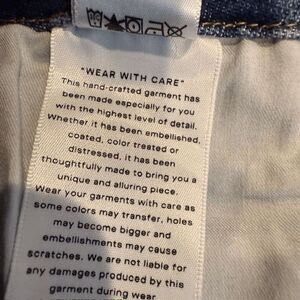 "WEAR WITH CARE"
This hand-crafted garment has
been made especially for you
with the highest level of detail.
Whether it has been embellished,
coated, color treated or
distressed, it has been
thoughtfully made to bring you a
unique and alluring piece.
Wear your garments with care as
some colors may transfer, holes
may become bigger and
embellishments may cause
scratches. We are not liable for
any damages produced by this
garment during wear